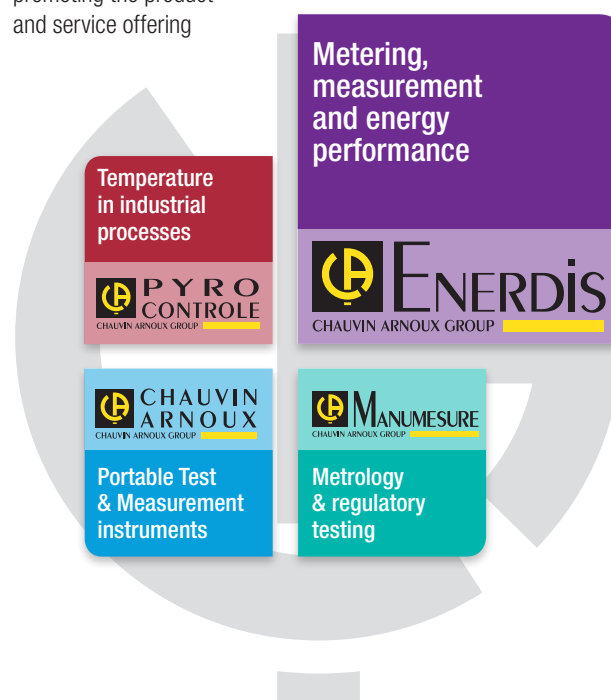 and service offering
Metering,
measurement
and energy
performance
ENERDiS
CHAUVIN ARNOUX GROUP
Temperature
in industrial
processes
PYRO
CONTROLE
CHAUVIN ARNOUX GROUP
CHAUVIN
ARNOUX
CHAUVIN ARNOUX GROUP
Portable Test
& Measurement
instruments
MANUMESURE
CHAUVIN ARNOUX GROUP
Metrology
& regulatory
testing